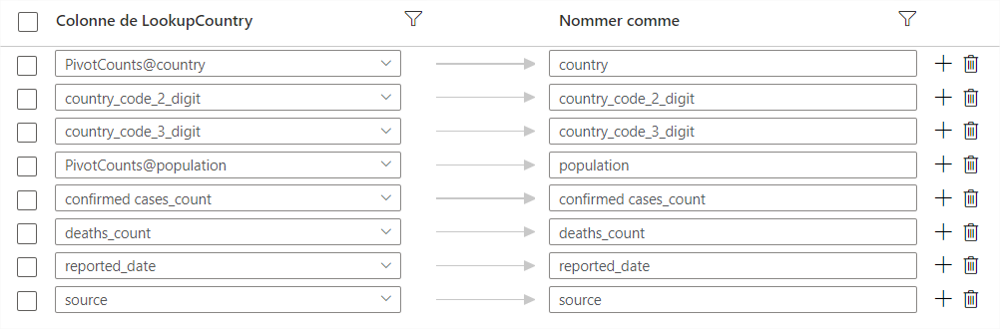 Colonne de LookupCountry Nommer comme
PivotCounts@country country
country_code_2_digit country_code_2_digit
country_code_3_digit country_code_3_digit
PivotCounts@population population
confirmed cases_count confirmed cases_count
deaths_count deaths_count
reported_date reported_date
source source